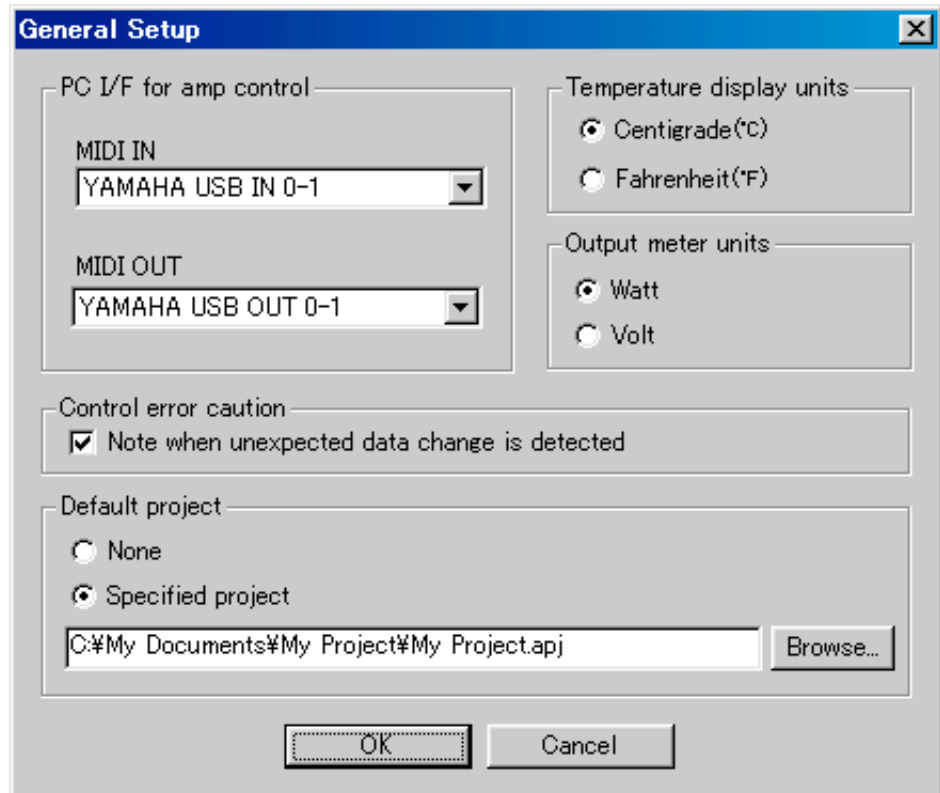 General Setup
PC I/F for amp control
MIDI IN
YAMAHA USB IN 0-1
MIDI OUT
YAMAHA USB OUT 0-1
Temperature display units
Centigrade(℃)
Fahrenheit(℉)
Output meter units
Watt
Volt
Control error caution
Note when unexpected data change is detected
Default project
None
Specified project
C:¥My Documents¥My Project¥My Project.apj
Browse...
OK
Cancel